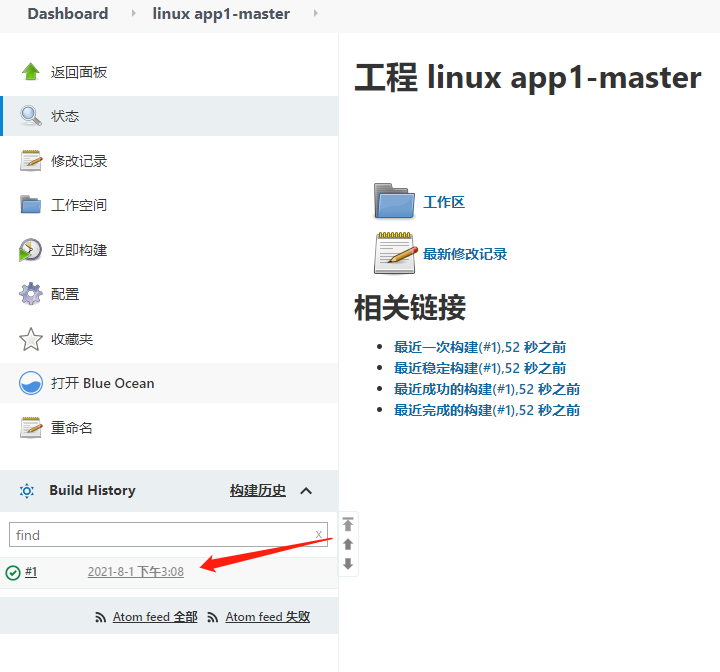 Dashboard linux app1-master
返回面板
状态
修改记录
工作空间
立即构建
配置
收藏夹
打开 Blue Ocean
重命名
Build History 构建历史
find x
#1 2021-8-1 下午3:08
Atom feed 全部 Atom feed 失败
工程 linux app1-master
工作区
最新修改记录
相关链接
最近一次构建(#1),52 秒之前
最近稳定构建(#1),52 秒之前
最近成功的构建(#1),52 秒之前
最近完成的构建(#1),52 秒之前